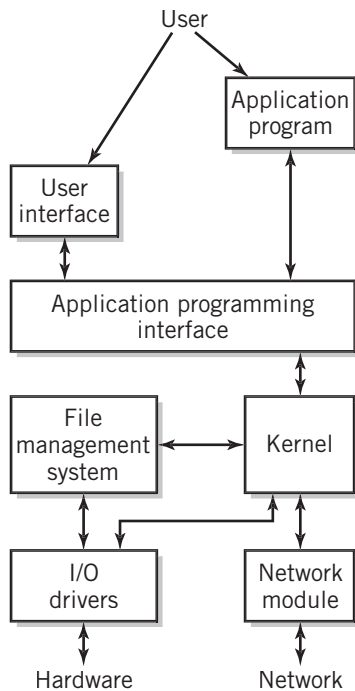 User
Application
program
User
interface
Application programming
interface
File
management
system
Kernel
I/O
drivers
Network
module
Hardware
Network